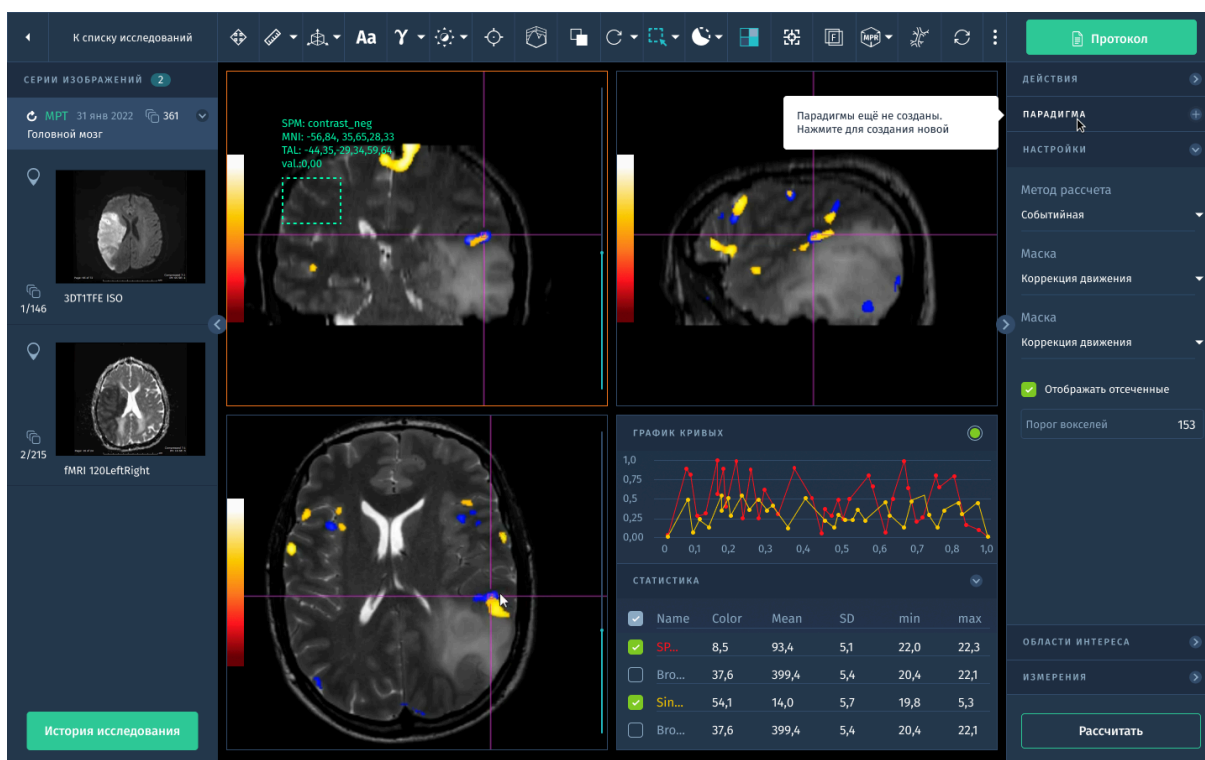 К списку исследований
Aa
γ
F
MPR
Протокол
СЕРИИ ИЗОБРАЖЕНИЙ 2
МРТ 31 янв 2022 361
Головной мозг
1/146
3DT1TFE ISO
2/215
fMRI 120LeftRight
История исследования
SPM: contrast_neg
MNI: -56,84, 35,65,28,33
TAL: -44,35,-29,34,59,64
val.:0,00
Парадигмы ещё не созданы.
Нажмите для создания новой
ГРАФИК КРИВЫХ
1,0
0,75
0,5
0,25
0,00
0 0,1 0,2 0,3 0,4 0,5 0,6 0,7 0,8 1,0
СТАТИСТИКА
Name Color Mean SD min max
SP... 8,5 93,4 5,1 22,0 22,3
Bro... 37,6 399,4 5,4 20,4 22,1
Sin... 54,1 14,0 5,7 19,8 5,3
Bro... 37,6 399,4 5,4 20,4 22,1
ДЕЙСТВИЯ
ПАРАДИГМА
НАСТРОЙКИ
Метод рассчета
Событийная
Маска
Коррекция движения
Маска
Коррекция движения
Отображать отсеченные
Порог вокселей 153
ОБЛАСТИ ИНТЕРЕСА
ИЗМЕРЕНИЯ
Рассчитать